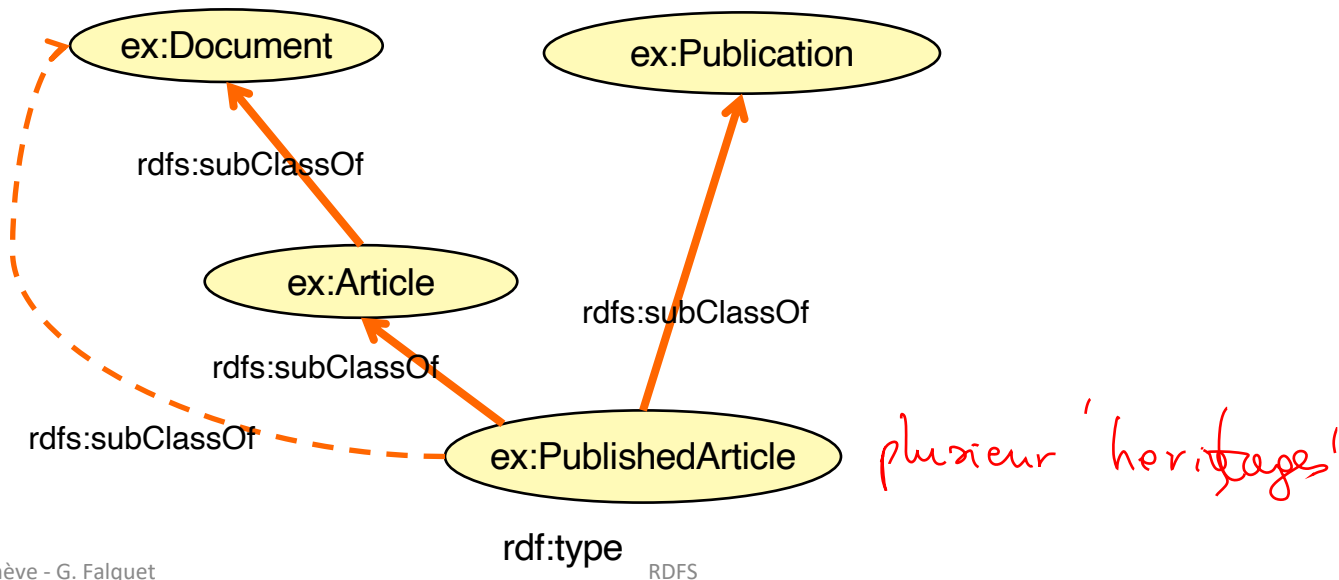 ex:Document
ex:Publication
rdfs:subClassOf
ex:Article
rdfs:subClassOf
rdfs:subClassOf
rdfs:subClassOf
ex:PublishedArticle
plusieur 'heritages'
rdf:type
nève - G. Falquet
RDFS